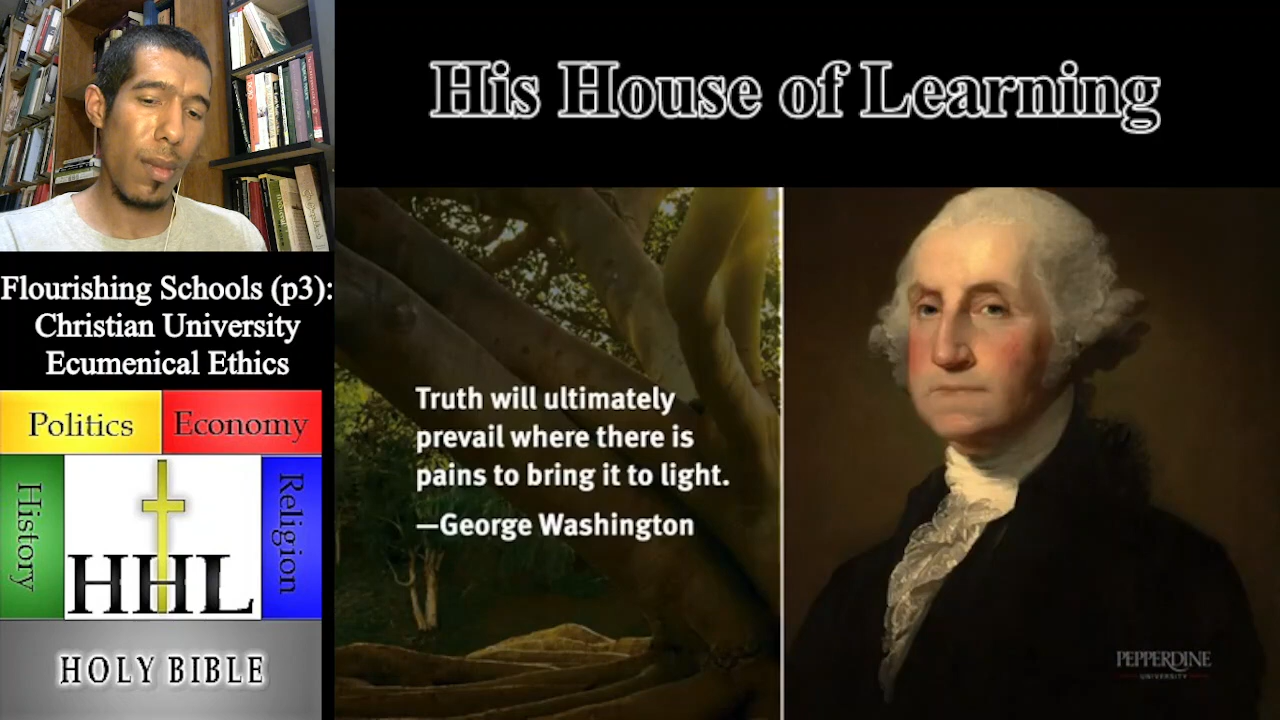 His House of Learning
Flourishing Schools (p3):
Christian University
Ecumenical Ethics
Politics
Economy
History
Religion
HHL
HOLY BIBLE
Truth will ultimately
prevail where there is
pains to bring it to light.
—George Washington
PEPPERDINE
UNIVERSITY